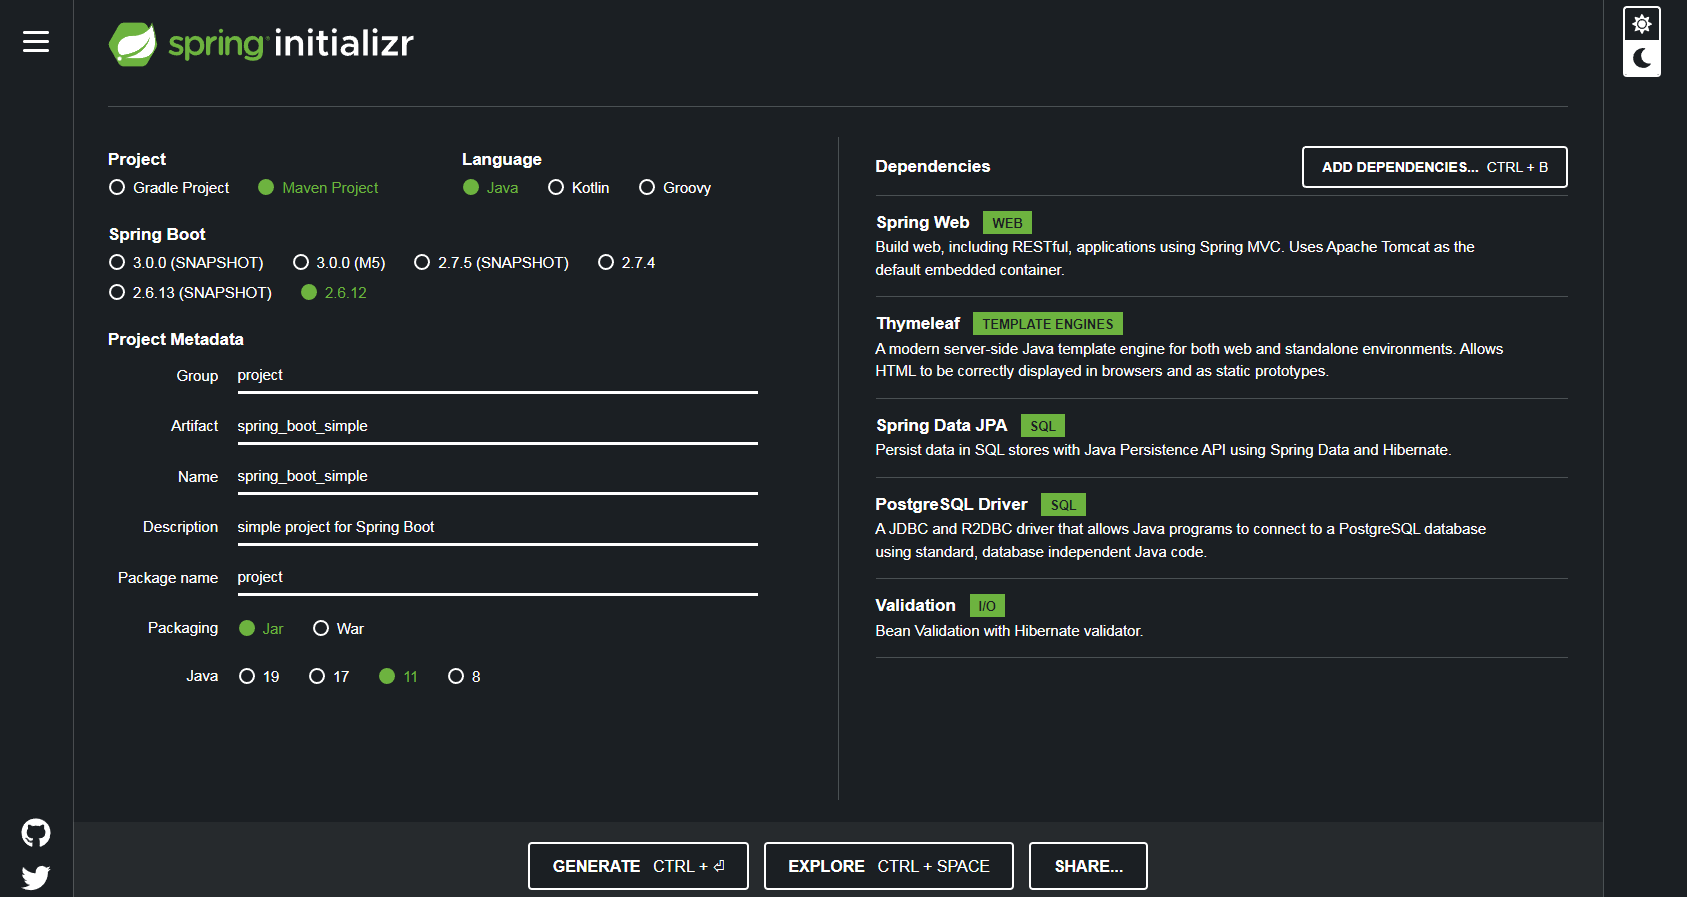 spring initializr
Project
Gradle Project Maven Project
Language
Java Kotlin Groovy
Spring Boot
3.0.0 (SNAPSHOT) 3.0.0 (M5) 2.7.5 (SNAPSHOT) 2.7.4
2.6.13 (SNAPSHOT) 2.6.12
Project Metadata
Group project
Artifact spring_boot_simple
Name spring_boot_simple
Description simple project for Spring Boot
Package name project
Packaging Jar War
Java 19 17 11 8
Dependencies
ADD DEPENDENCIES... CTRL + B
Spring Web WEB
Build web, including RESTful, applications using Spring MVC. Uses Apache Tomcat as the
default embedded container.
Thymeleaf TEMPLATE ENGINES
A modern server-side Java template engine for both web and standalone environments. Allows
HTML to be correctly displayed in browsers and as static prototypes.
Spring Data JPA SQL
Persist data in SQL stores with Java Persistence API using Spring Data and Hibernate.
PostgreSQL Driver SQL
A JDBC and R2DBC driver that allows Java programs to connect to a PostgreSQL database
using standard, database independent Java code.
Validation I/O
Bean Validation with Hibernate validator.
GENERATE CTRL + ⏎
EXPLORE CTRL + SPACE
SHARE...